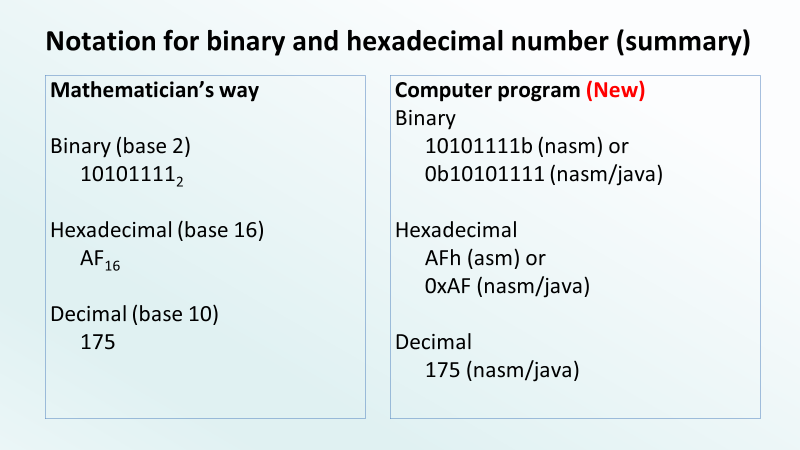 Notation for binary and hexadecimal number (summary)
Mathematician’s way
Binary (base 2)
10101111₂
Hexadecimal (base 16)
AF₁₆
Decimal (base 10)
175
Computer program (New)
Binary
10101111b (nasm) or
0b10101111 (nasm/java)
Hexadecimal
AFh (asm) or
0xAF (nasm/java)
Decimal
175 (nasm/java)